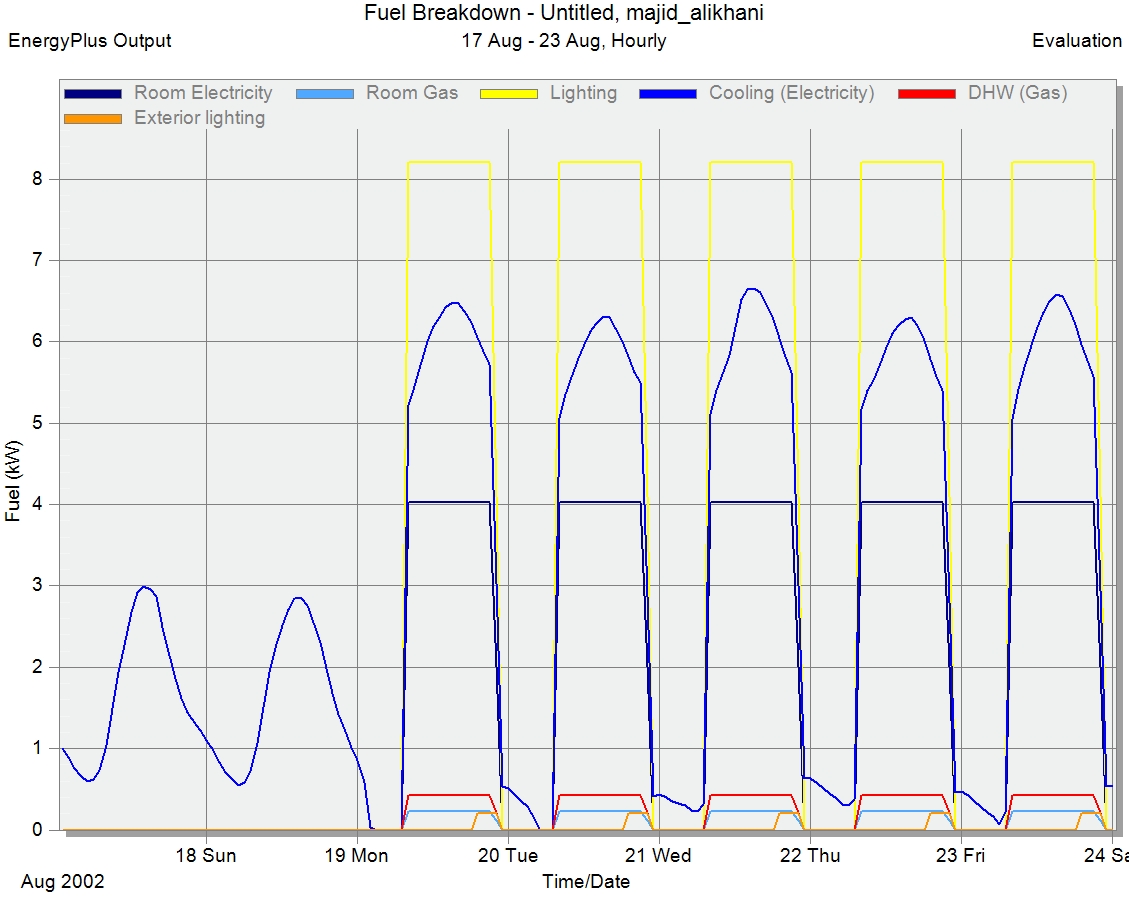 Fuel Breakdown - Untitled, majid_alikhani
EnergyPlus Output 17 Aug - 23 Aug, Hourly Evaluation
Room Electricity Room Gas Lighting Cooling (Electricity) DHW (Gas)
Exterior lighting
8
7
6
5
4
3
2
1
0
Fuel (kW)
18 Sun 19 Mon 20 Tue 21 Wed 22 Thu 23 Fri 24 Sa
Aug 2002 Time/Date